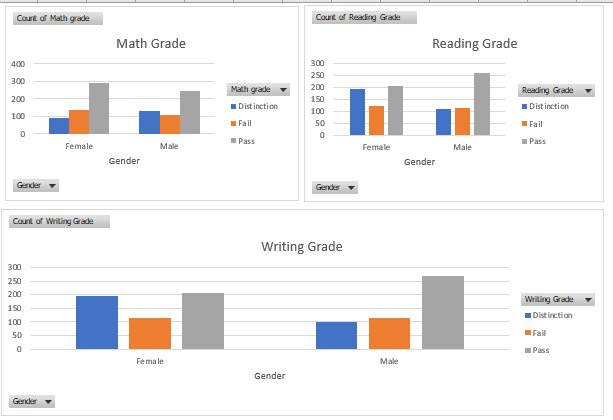 Count of Math grade
Math Grade
400
300
200
100
0
Female
Male
Gender
Math grade
Distinction
Fail
Pass
Gender
Count of Reading Grade
Reading Grade
300
250
200
150
100
50
0
Female
Male
Gender
Reading Grade
Distinction
Fail
Pass
Gender
Count of Writing Grade
Writing Grade
300
250
200
150
100
50
0
Female
Male
Gender
Writing Grade
Distinction
Fail
Pass
Gender